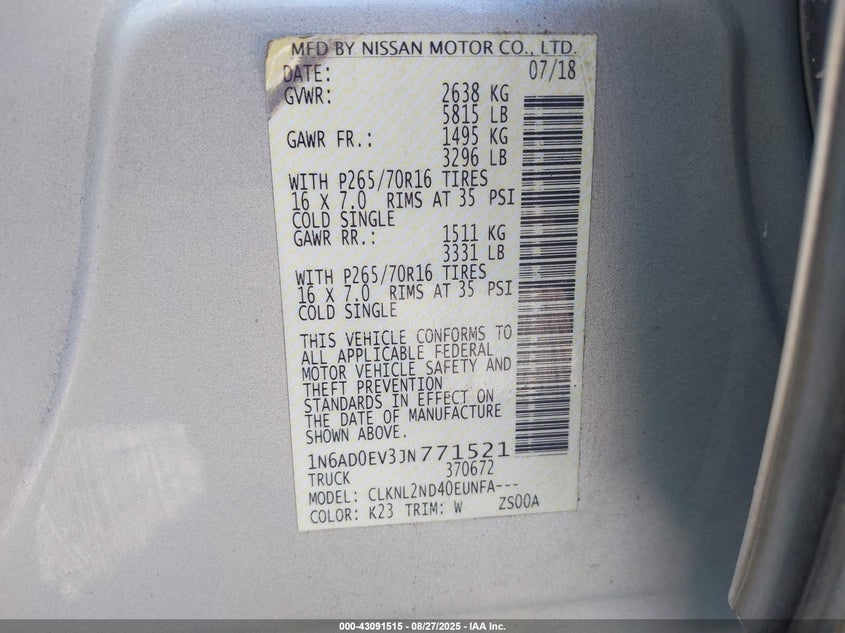 MFD BY NISSAN MOTOR CO., LTD.
DATE: 07/18
GVWR: 2638 KG
5815 LB
GAWR FR.: 1495 KG
3296 LB
WITH P265/70R16 TIRES
16 X 7.0 RIMS AT 35 PSI
COLD SINGLE
GAWR RR.: 1511 KG
3331 LB
WITH P265/70R16 TIRES
16 X 7.0 RIMS AT 35 PSI
COLD SINGLE
THIS VEHICLE CONFORMS TO
ALL APPLICABLE FEDERAL
MOTOR VEHICLE SAFETY AND
THEFT PREVENTION
STANDARDS IN EFFECT ON
THE DATE OF MANUFACTURE
SHOWN ABOVE.
1N6AD0EV3JN771521
TRUCK 370672
MODEL: CLKNL2ND40EUNFA---
COLOR: K23 TRIM: W ZS00A
000-43091515 - 08/27/2025 - IAA Inc.